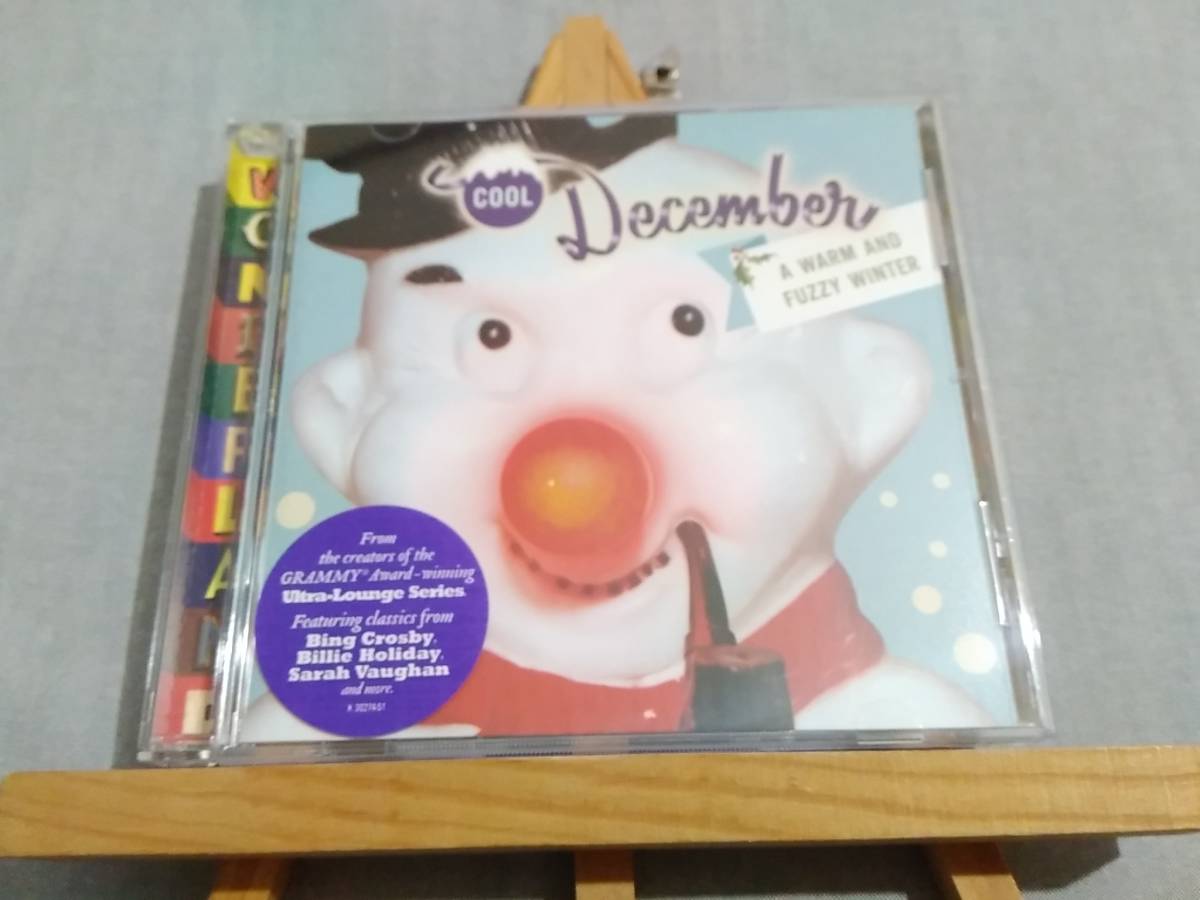 COOL
December
A WARM AND
FUZZY WINTER
From
the creators of the
GRAMMY® Award-winning
Ultra-Lounge Series.
Featuring classics from
Bing Crosby,
Billie Holiday,
Sarah Vaughan
and more.